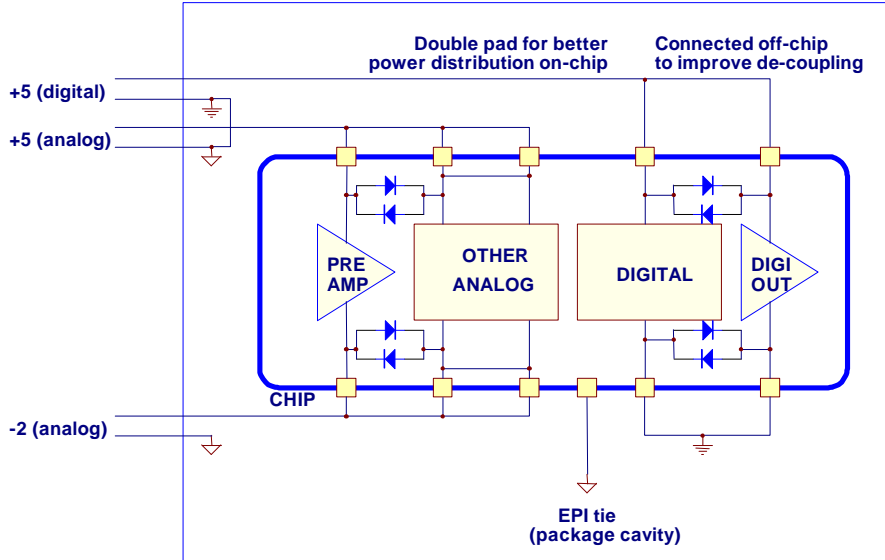 Double pad for better
power distribution on-chip
Connected off-chip
to improve de-coupling
+5 (digital)
+5 (analog)
PRE
AMP
OTHER
ANALOG
DIGITAL
DIGI
OUT
CHIP
-2 (analog)
EPI tie
(package cavity)